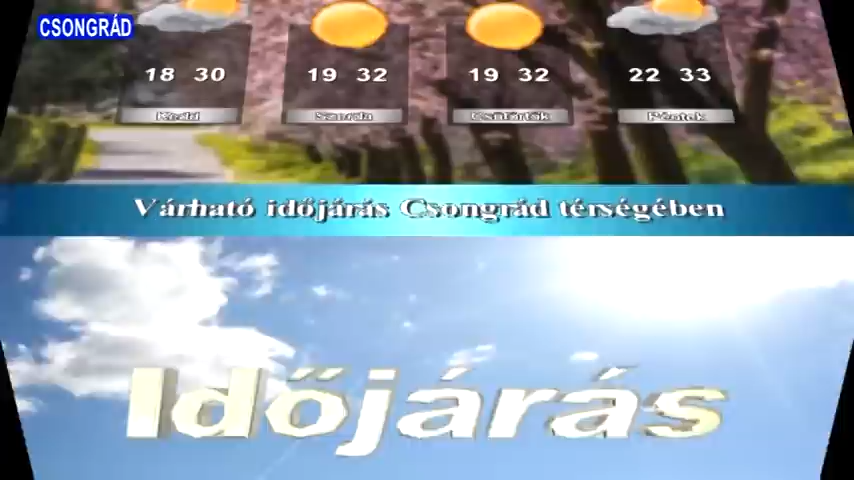 CSONGRÁD
18 30 19 32 19 32 22 33
Kedd Szerda Csütörtök Péntek
Várható időjárás Csongrád térségében
Időjárás